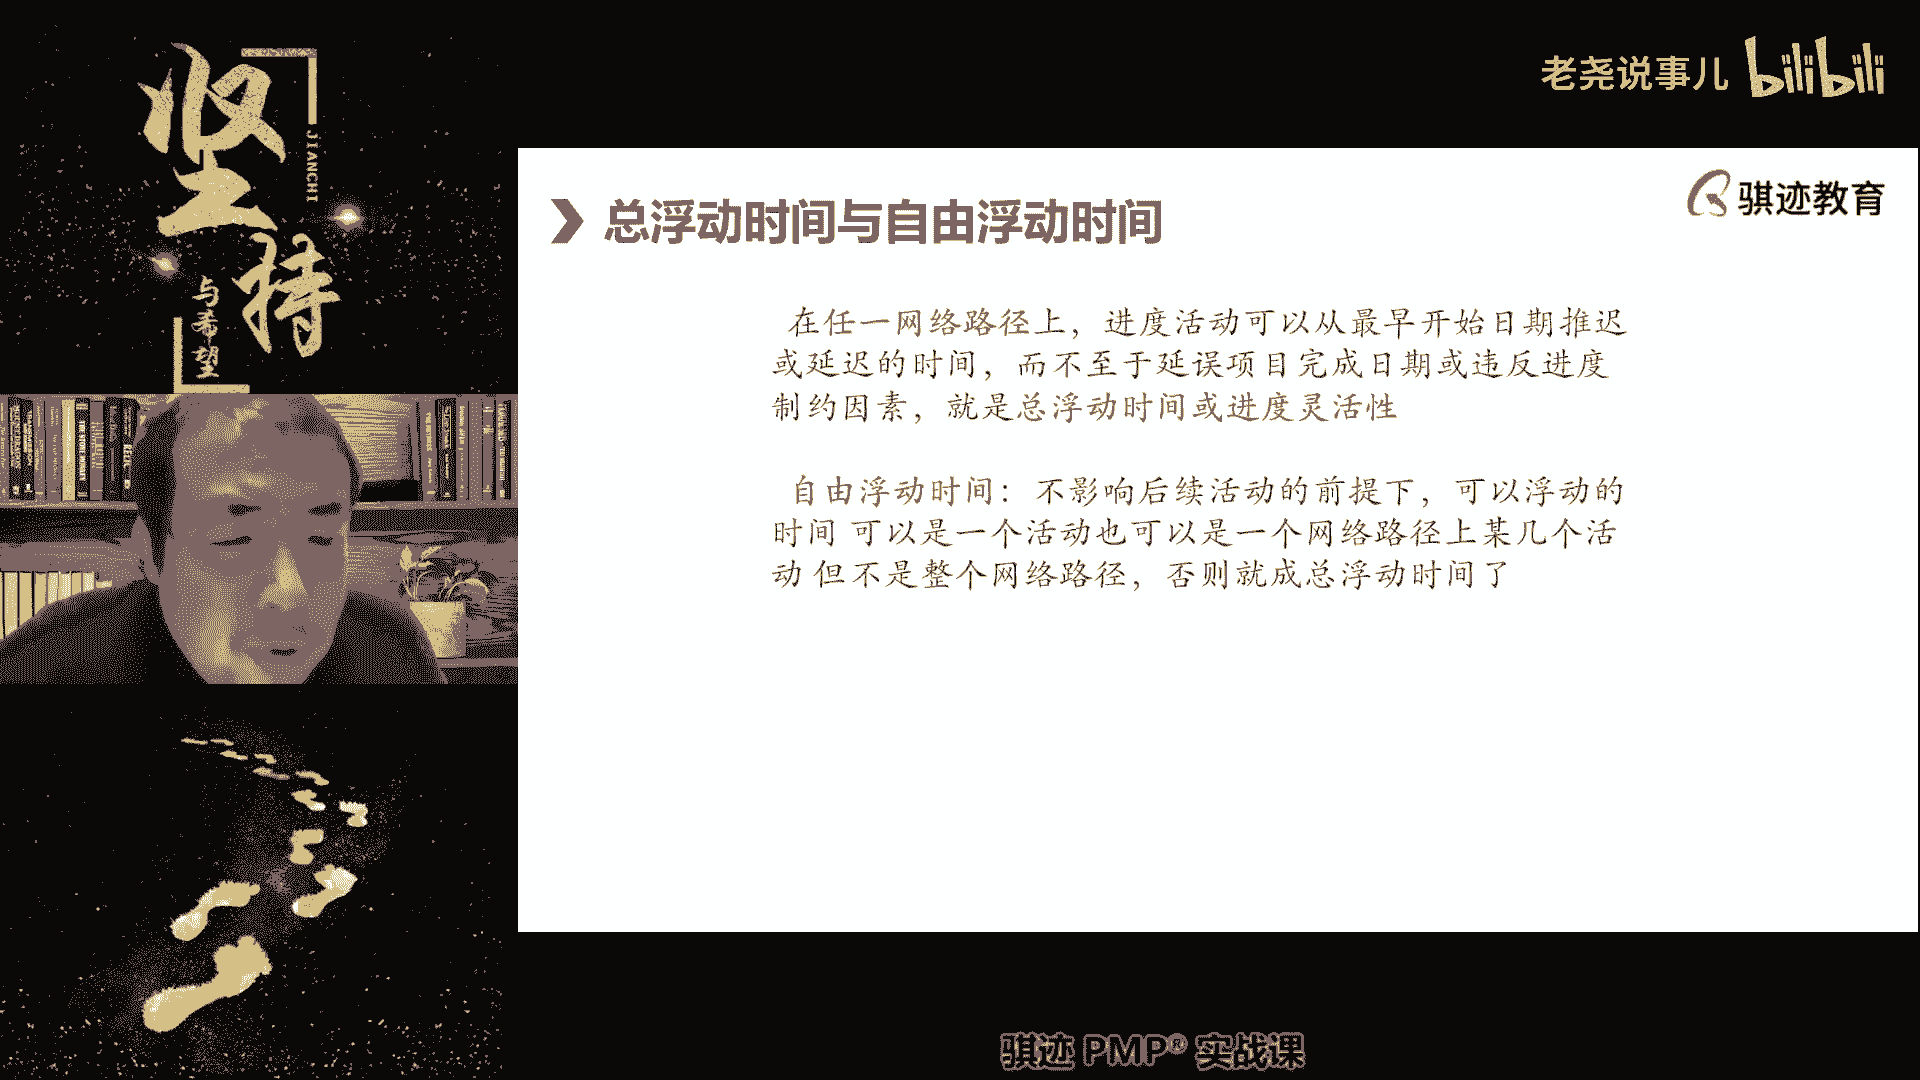 坚持
JIANCHI
与希望
老尧说事儿 bilibili
骐迹教育
总浮动时间与自由浮动时间
在任一网络路径上，进度活动可以从最早开始日期推迟
或延迟的时间，而不至于延误项目完成日期或违反进度
制约因素，就是总浮动时间或进度灵活性
自由浮动时间：不影响后续活动的前提下，可以浮动的
时间 可以是一个活动也可以是一个网络路径上某几个活
动 但不是整个网络路径，否则就成总浮动时间了
骐迹 PMP® 实战课